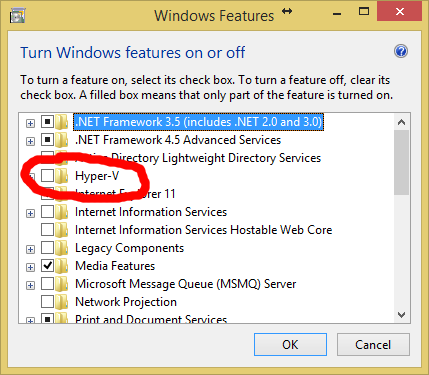 Windows Features
Turn Windows features on or off
To turn a feature on, select its check box. To turn a feature off, clear its
check box. A filled box means that only part of the feature is turned on.
.NET Framework 3.5 (includes .NET 2.0 and 3.0)
.NET Framework 4.5 Advanced Services
Directory Lightweight Directory Services
Hyper-V
Internet Explorer 11
Internet Information Services
Internet Information Services Hostable Web Core
Legacy Components
Media Features
Microsoft Message Queue (MSMQ) Server
Network Projection
Print and Document Services
OK Cancel